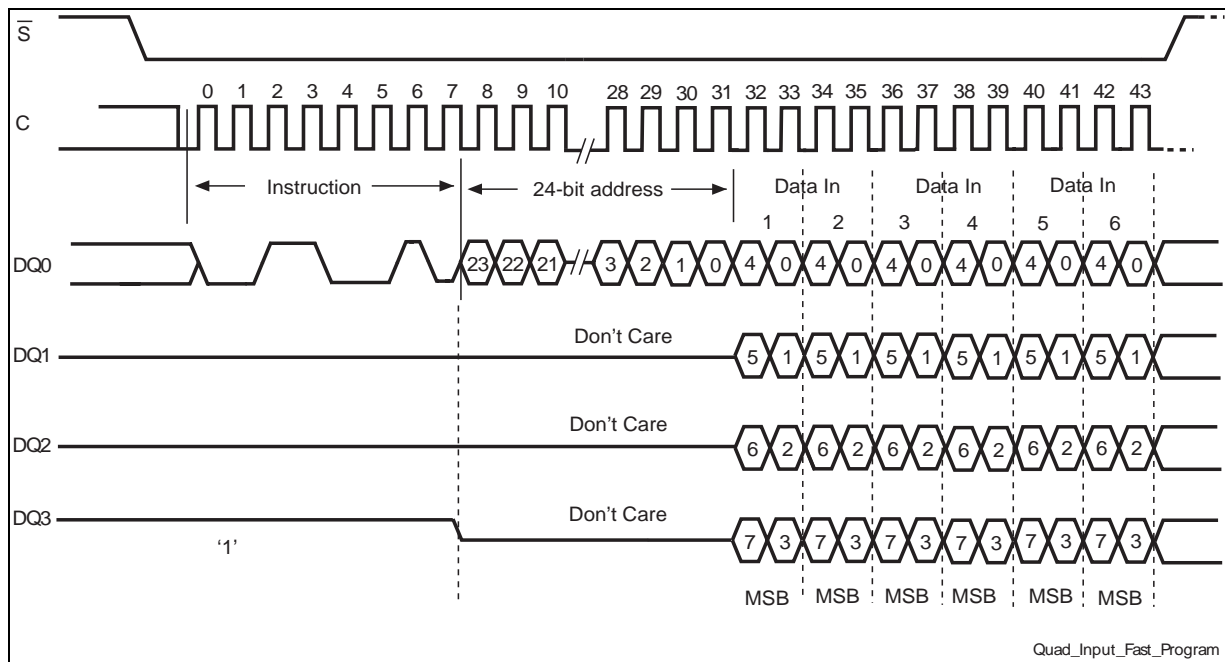 S
0 1 2 3 4 5 6 7 8 9 10 28 29 30 31 32 33 34 35 36 37 38 39 40 41 42 43
C
Instruction 24-bit address Data In Data In Data In
1 2 3 4 5 6
DQ0 23 22 21 3 2 1 0 4 0 4 0 4 0 4 0 4 0 4 0
Don't Care
DQ1 5 1 5 1 5 1 5 1 5 1 5 1
Don't Care
DQ2 6 2 6 2 6 2 6 2 6 2 6 2
Don't Care
DQ3 7 3 7 3 7 3 7 3 7 3 7 3
‘1’
MSB MSB MSB MSB MSB MSB
Quad_Input_Fast_Program